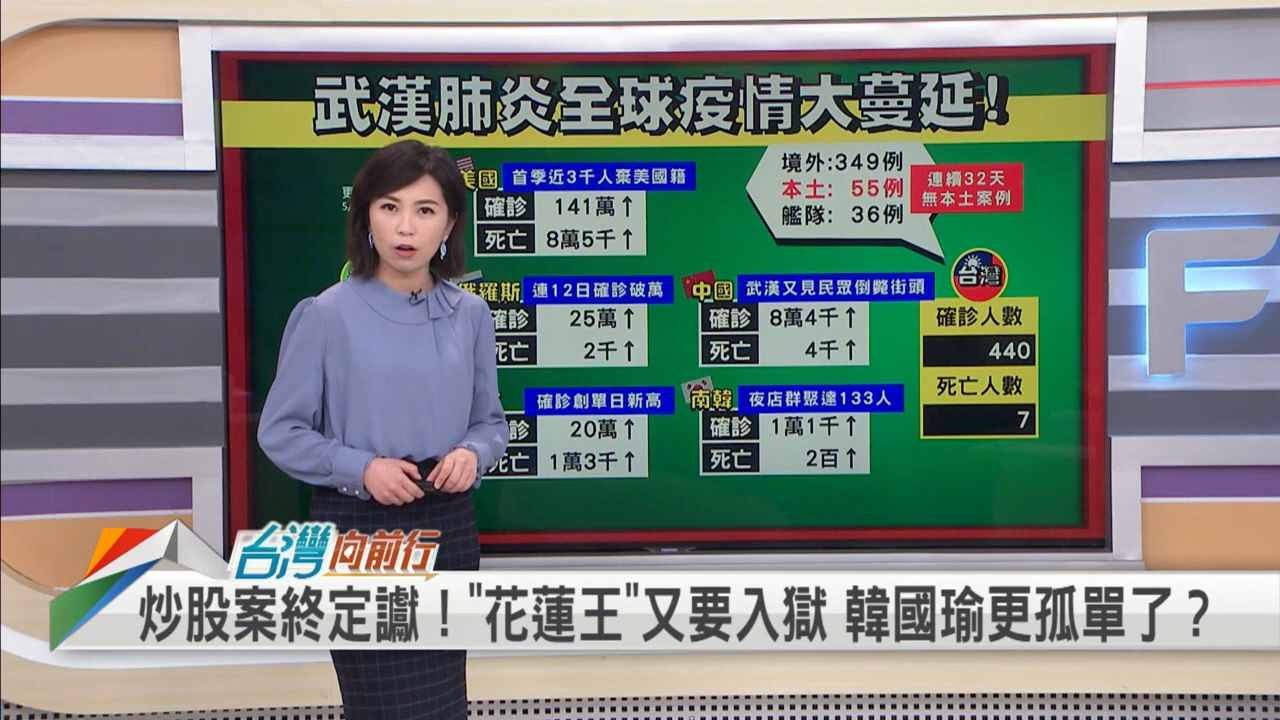 武漢肺炎全球疫情大蔓延!
美國 首季近3千人棄美國籍
確診 141萬↑
死亡 8萬5千↑
境外:349例
本土: 55例
艦隊: 36例
連續32天
無本土案例
俄羅斯 連12日確診破萬
確診 25萬↑
死亡 2千↑
中國 武漢又見民眾倒斃街頭
確診 8萬4千↑
死亡 4千↑
台灣
確診人數
440
死亡人數
7
確診創單日新高
診 20萬↑
死亡 1萬3千↑
南韓 夜店群聚達133人
確診 1萬1千↑
死亡 2百↑
F
台灣向前行
炒股案終定讞！"花蓮王"又要入獄 韓國瑜更孤單了？